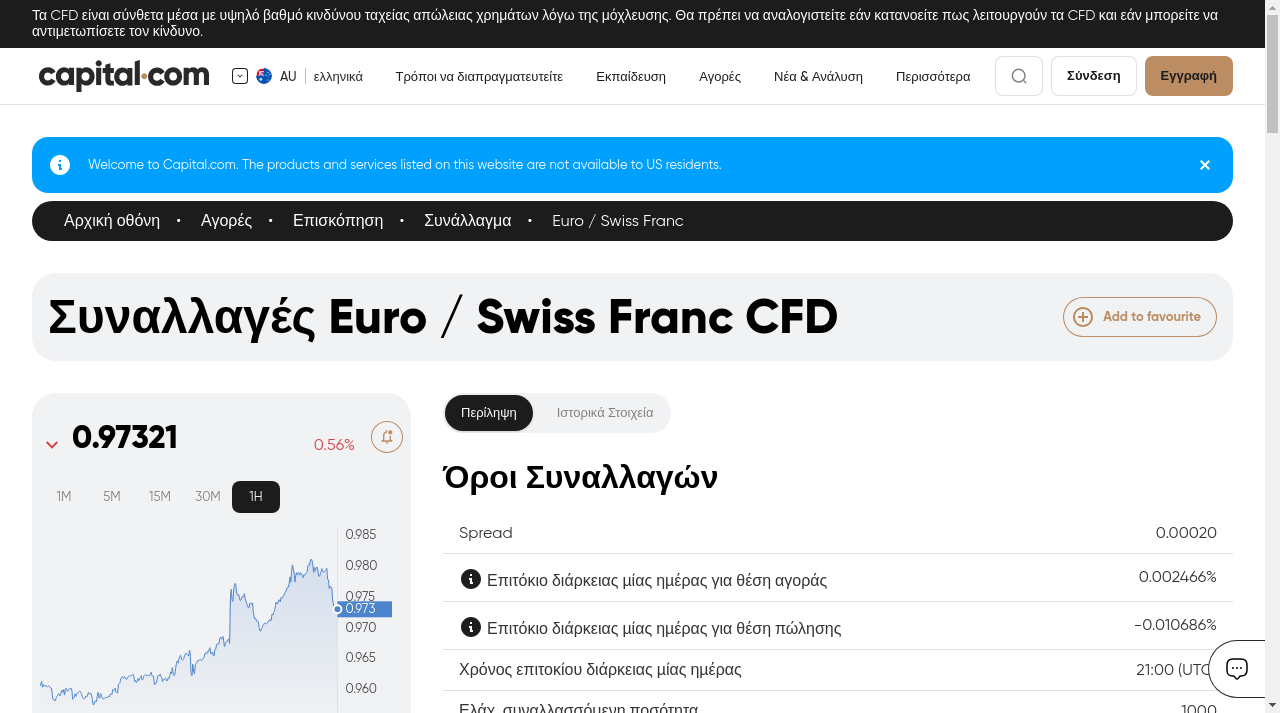 Τα CFD είναι σύνθετα μέσα με υψηλό βαθμό κινδύνου ταχείας απώλειας χρημάτων λόγω της μόχλευσης. Θα πρέπει να αναλογιστείτε εάν κατανοείτε πως λειτουργούν τα CFD και εάν μπορείτε να
αντιμετωπίσετε τον κίνδυνο.
capital.com AU ελληνικά Τρόποι να διαπραγματευτείτε Εκπαίδευση Αγορές Νέα & Ανάλυση Περισσότερα Σύνδεση Εγγραφή
Welcome to Capital.com. The products and services listed on this website are not available to US residents.
Αρχική οθόνη • Αγορές • Επισκόπηση • Συνάλλαγμα • Euro / Swiss Franc
Συναλλαγές Euro / Swiss Franc CFD
Add to favourite
0.97321
0.56%
1M 5M 15M 30M 1H
0.985
0.980
0.975
0.973
0.970
0.965
0.960
Περίληψη Ιστορικά Στοιχεία
Όροι Συναλλαγών
Spread 0.00020
Επιτόκιο διάρκειας μίας ημέρας για θέση αγοράς 0.002466%
Επιτόκιο διάρκειας μίας ημέρας για θέση πώλησης -0.010686%
Χρόνος επιτοκίου διάρκειας μίας ημέρας 21:00 (UTC
Ελάχ. συναλλασσόμενη ποσότητα 1000